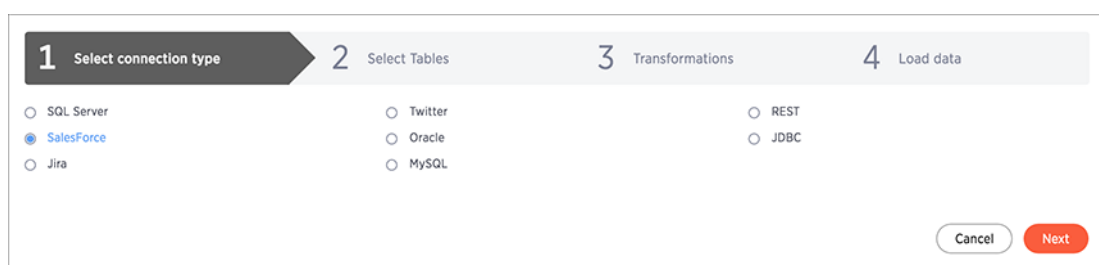 1 Select connection type 2 Select Tables 3 Transformations 4 Load data
SQL Server Twitter REST
SalesForce Oracle JDBC
Jira MySQL
Cancel Next